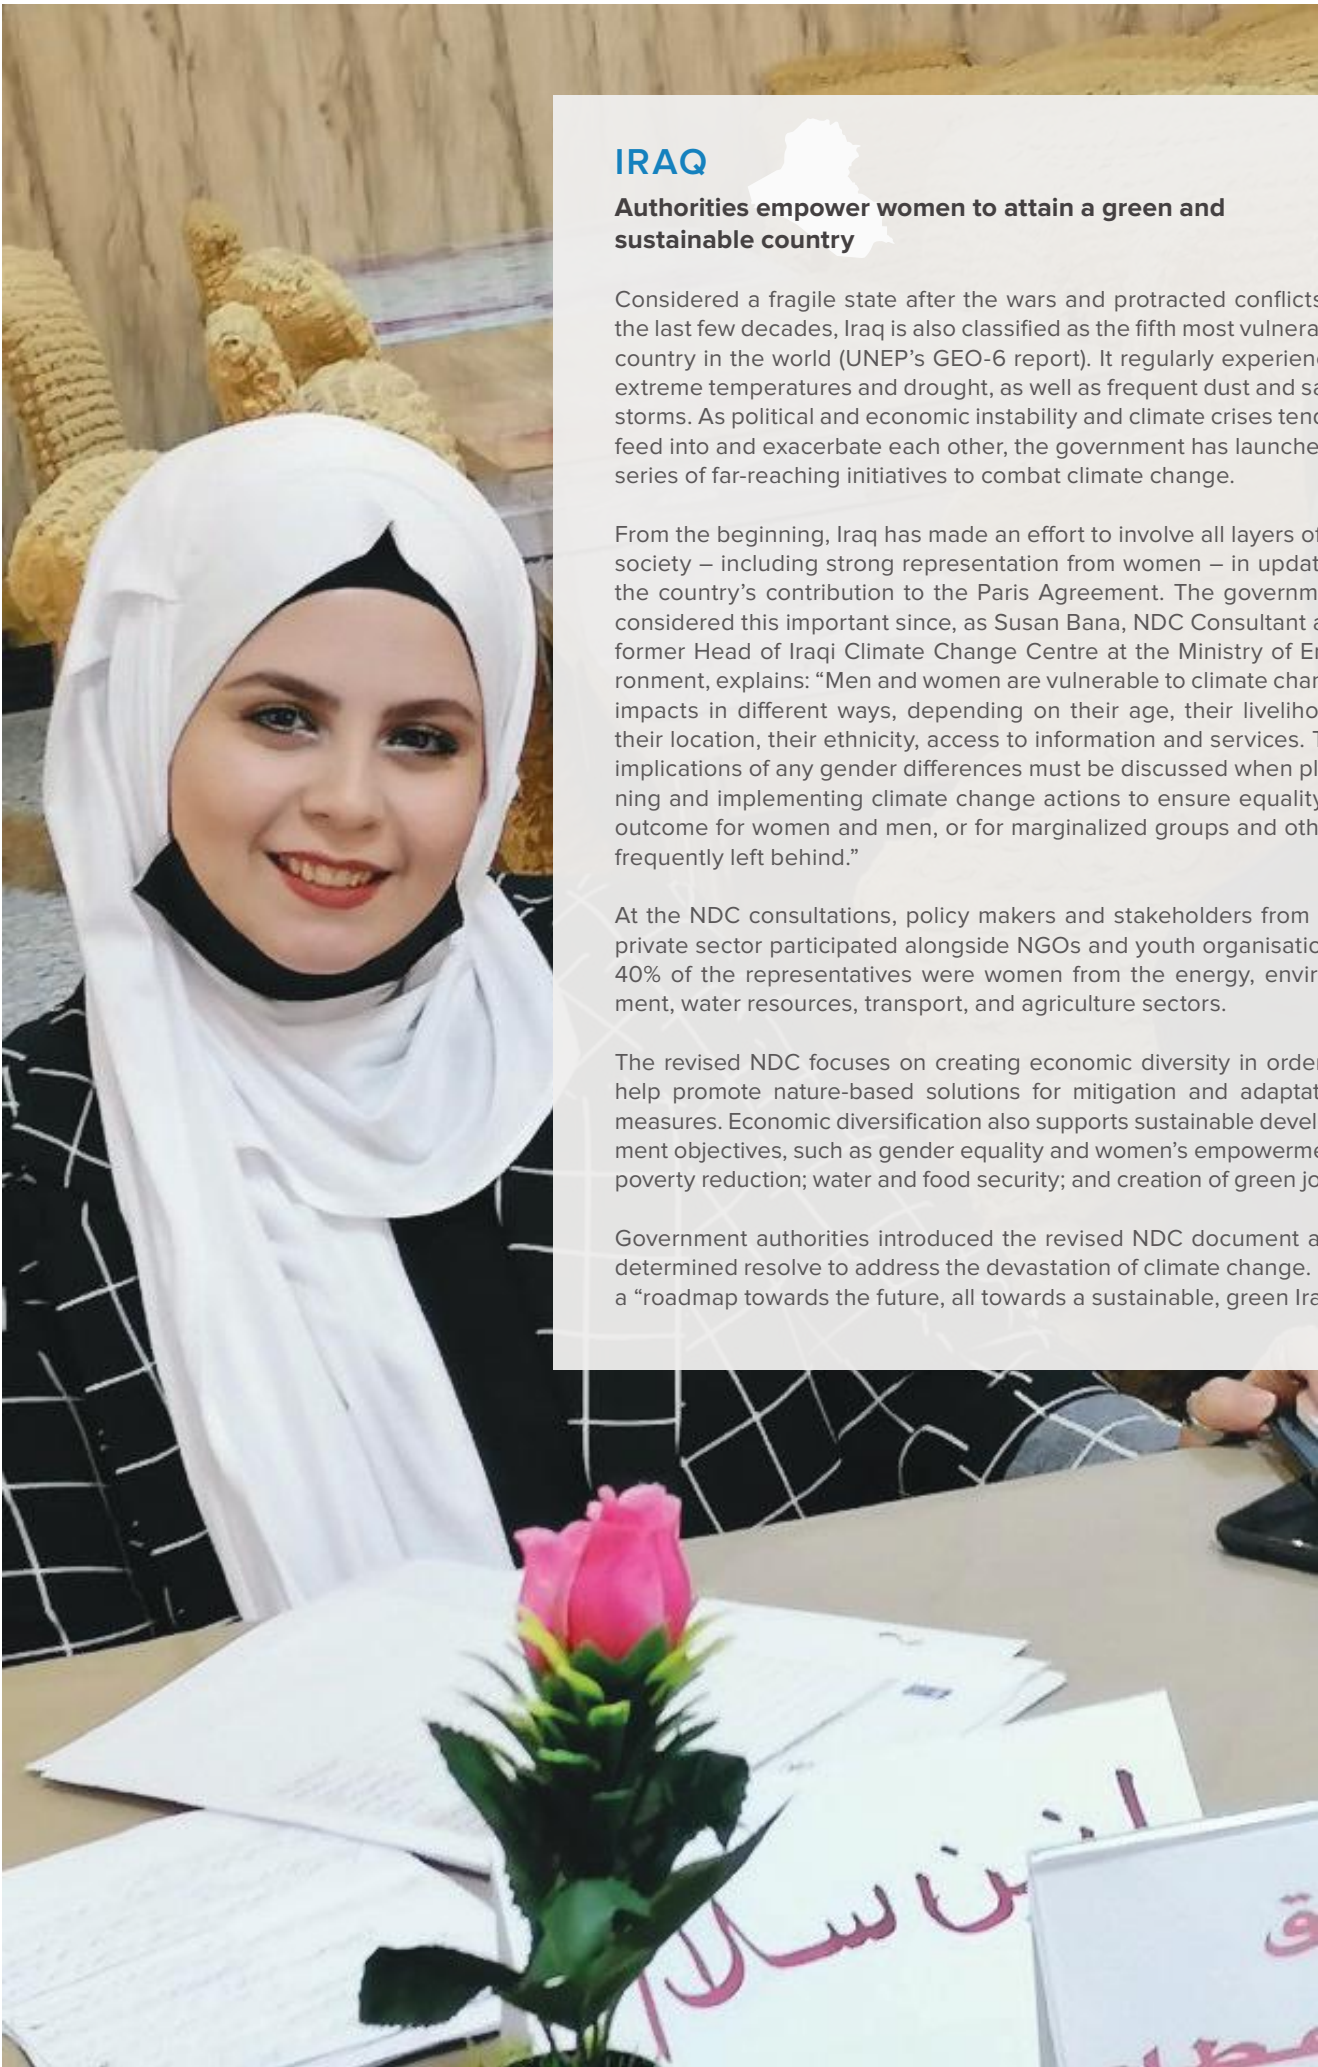 IRAQ
Authorities empower women to attain a green and
sustainable country
Considered a fragile state after the wars and protracted conflicts
the last few decades, Iraq is also classified as the fifth most vulnera
country in the world (UNEP’s GEO-6 report). It regularly experien
extreme temperatures and drought, as well as frequent dust and sa
storms. As political and economic instability and climate crises tend
feed into and exacerbate each other, the government has launche
series of far-reaching initiatives to combat climate change.
From the beginning, Iraq has made an effort to involve all layers of
society – including strong representation from women – in updat
the country’s contribution to the Paris Agreement. The governm
considered this important since, as Susan Bana, NDC Consultant a
former Head of Iraqi Climate Change Centre at the Ministry of En
ronment, explains: “Men and women are vulnerable to climate chan
impacts in different ways, depending on their age, their liveliho
their location, their ethnicity, access to information and services. T
implications of any gender differences must be discussed when pl
ning and implementing climate change actions to ensure equality
outcome for women and men, or for marginalized groups and oth
frequently left behind.”
At the NDC consultations, policy makers and stakeholders from
private sector participated alongside NGOs and youth organisatio
40% of the representatives were women from the energy, envir
ment, water resources, transport, and agriculture sectors.
The revised NDC focuses on creating economic diversity in order
help promote nature-based solutions for mitigation and adaptat
measures. Economic diversification also supports sustainable devel
ment objectives, such as gender equality and women’s empowerme
poverty reduction; water and food security; and creation of green jo
Government authorities introduced the revised NDC document a
determined resolve to address the devastation of climate change.
a “roadmap towards the future, all towards a sustainable, green Ira